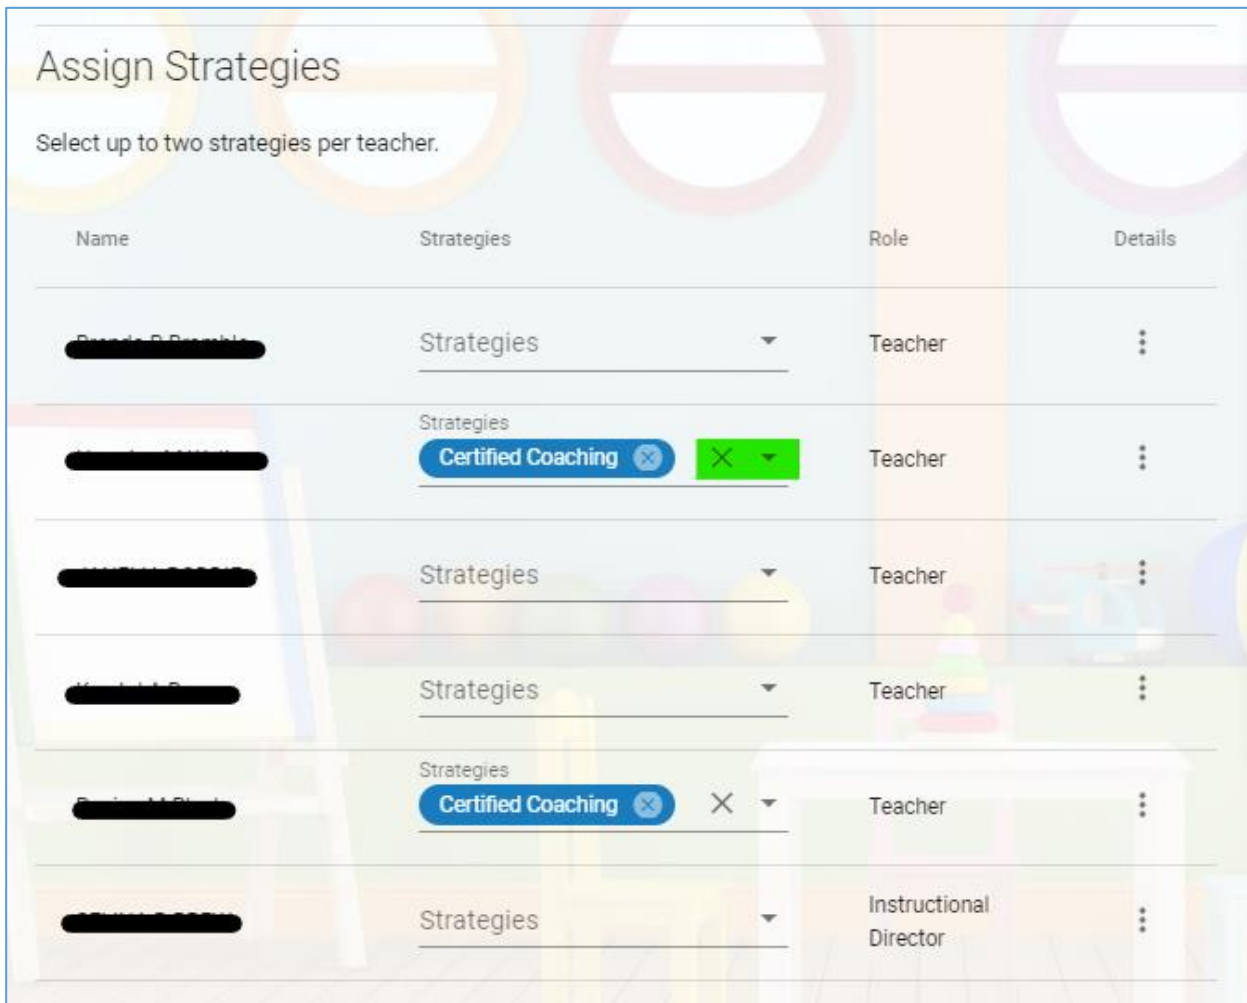 Assign Strategies
Select up to two strategies per teacher.
Name Strategies Role Details
Strategies Teacher
Strategies
Certified Coaching Teacher
Strategies Teacher
Strategies Teacher
Strategies
Certified Coaching Teacher
Strategies Instructional
Director